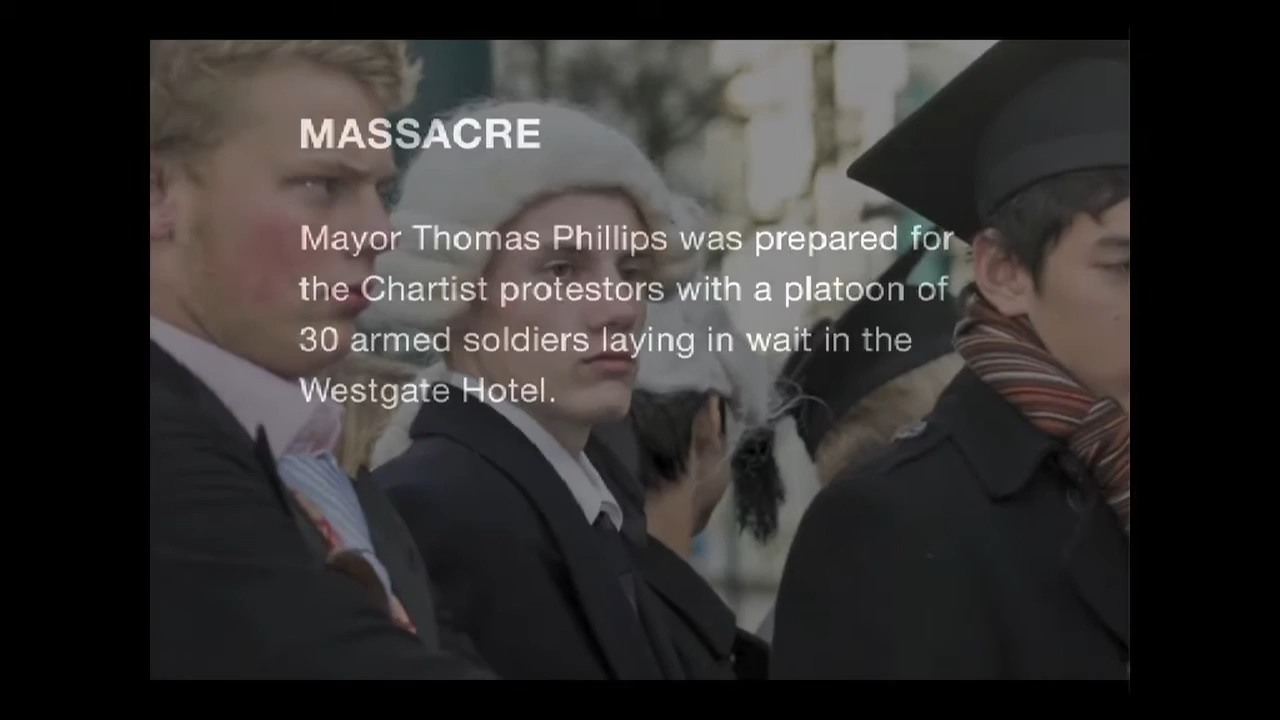 MASSACRE
Mayor Thomas Phillips was prepared for
the Chartist protestors with a platoon of
30 armed soldiers laying in wait in the
Westgate Hotel.